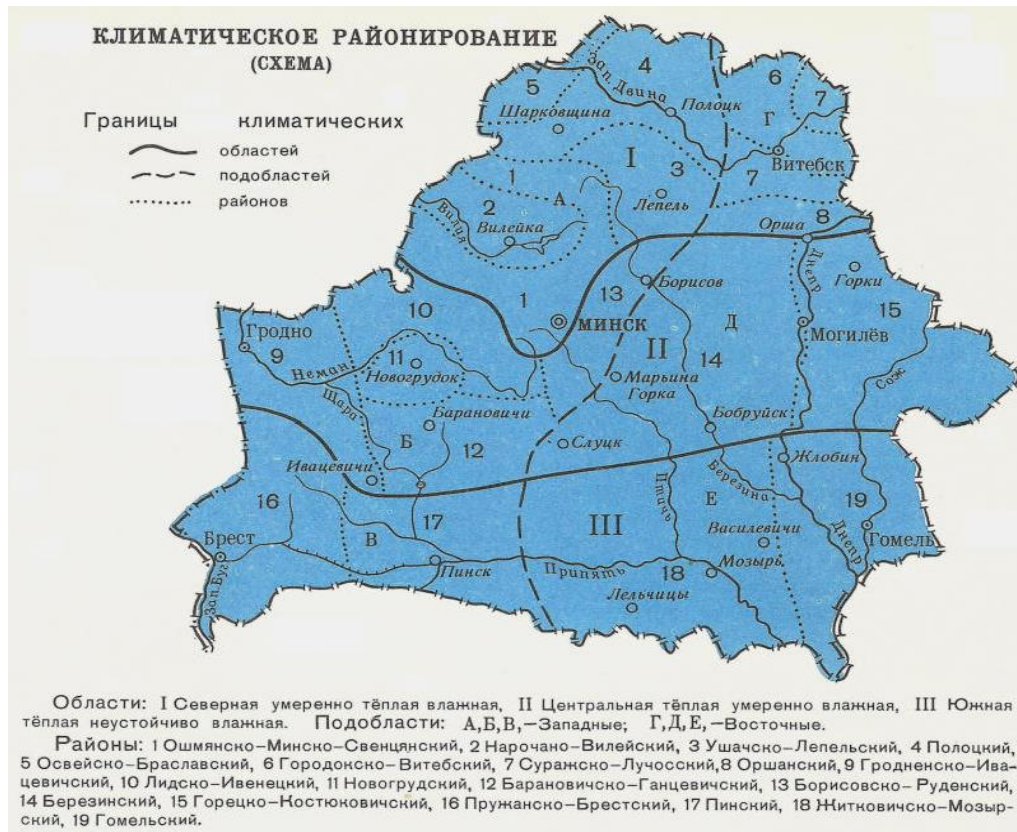 КЛИМАТИЧЕСКОЕ РАЙОНИРОВАНИЕ
(СХЕМА)
Границы климатических
областей
подобластей
районов
4
6
5
Зап. Двина
7
Полоцк
Шарковщина
Г
I
Витебск
1
3
7
А
2
Лепель
Вилия
Вилейка
8
Орша
Днепр
Борисов
Горки
10
1
13
15
МИНСК
Д
Гродно
Могилёв
9
11
II
Неман
14
Новогрудок
Марьина
Горка
Сож
Щара
Барановичи
Бобруйск
Б
12
Слуцк
Жлобин
Ивацевичи
Березина
16
Птичь
Е
19
17
III
Василевичи
Днепр
Гомель
Брест
В
Мозырь
Пинск
Припять
18
Зап. Буг
Лельчицы
Области: I Северная умеренно тёплая влажная, II Центральная тёплая умеренно влажная, III Южная
тёплая неустойчиво влажная. Подобласти: А,Б,В,—Западные; Г,Д,Е,—Восточные.
Районы: 1 Ошмянско—Минско—Свенцянский, 2 Нарочано—Вилейский, 3 Ушачско—Лепельский, 4 Полоцкий,
5 Освейско—Браславский, 6 Городокско—Витебский, 7 Суражско—Лучосский,8 Оршанский,9 Гродненско—Ива-
цевичский, 10 Лидско—Ивенецкий, 11 Новогрудский, 12 Барановичско—Ганцевичский, 13 Борисовско—Руденский,
14 Березинский, 15 Горецко—Костюковичский, 16 Пружанско—Брестский, 17 Пинский, 18 Житковичско—Мозыр-
ский, 19 Гомельский.